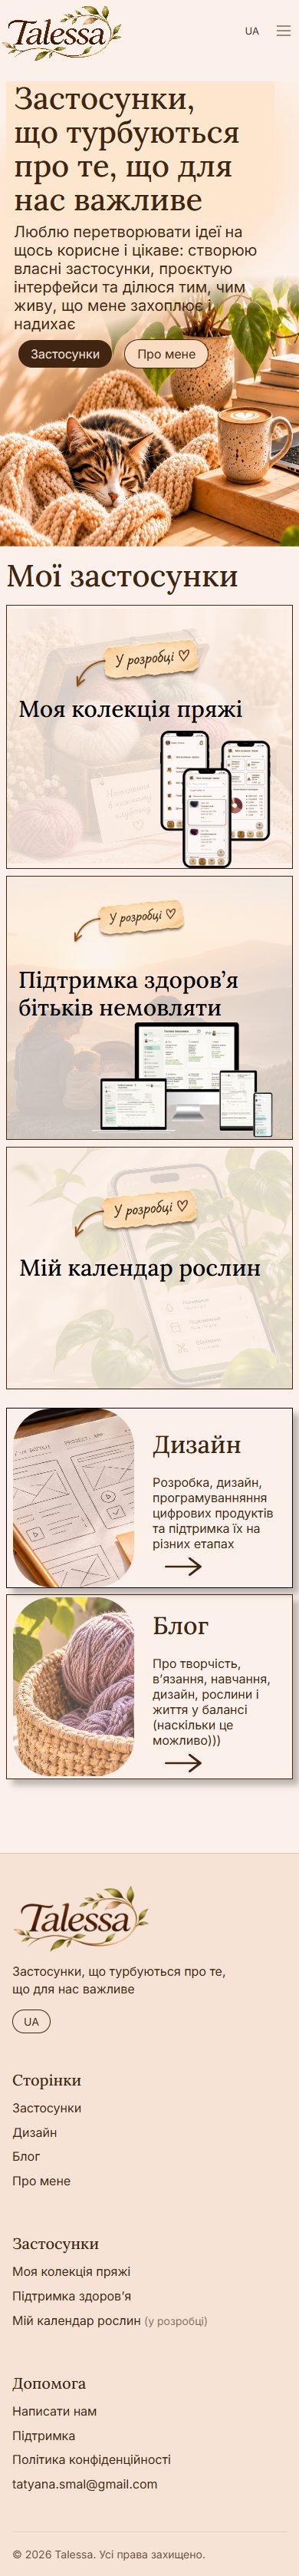 Talessa
UA
Застосунки,
що турбуються
про те, що для
нас важливе
Люблю перетворювати ідеї на
щось корисне і цікаве: створюю
власні застосунки, проєктую
інтерфейси та ділюся тим, чим
живу, що мене захоплює і
надихає
Застосунки
Про мене
Мої застосунки
У розробці ♡
Моя колекція пряжі
У розробці ♡
Підтримка здоров’я
бітьків немовляти
У розробці ♡
Мій календар рослин
Дизайн
Розробка, дизайн,
програмуванняння
цифрових продуктів
та підтримка їх на
різних етапах
Блог
Про творчість,
в’язання, навчання,
дизайн, рослини і
життя у балансі
(наскільки це
можливо)))
Talessa
Застосунки, що турбуються про те,
що для нас важливе
UA
Сторінки
Застосунки
Дизайн
Блог
Про мене
Застосунки
Моя колекція пряжі
Підтримка здоров’я
Мій календар рослин (у розробці)
Допомога
Написати нам
Підтримка
Політика конфіденційності
tatyana.smal@gmail.com
© 2026 Talessa. Усі права захищено.